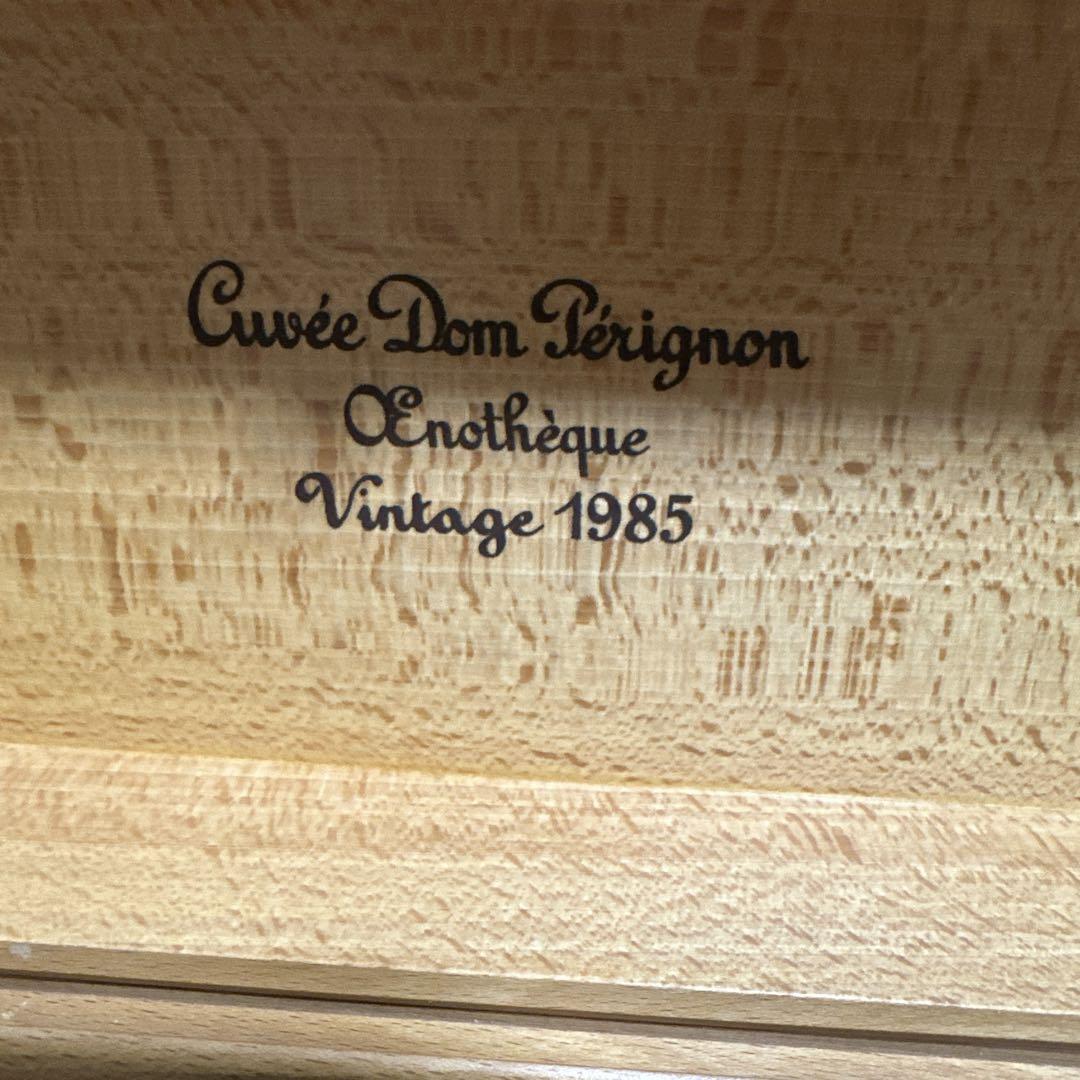 Cuvée Dom Pérignon
Œnothèque
Vintage 1985